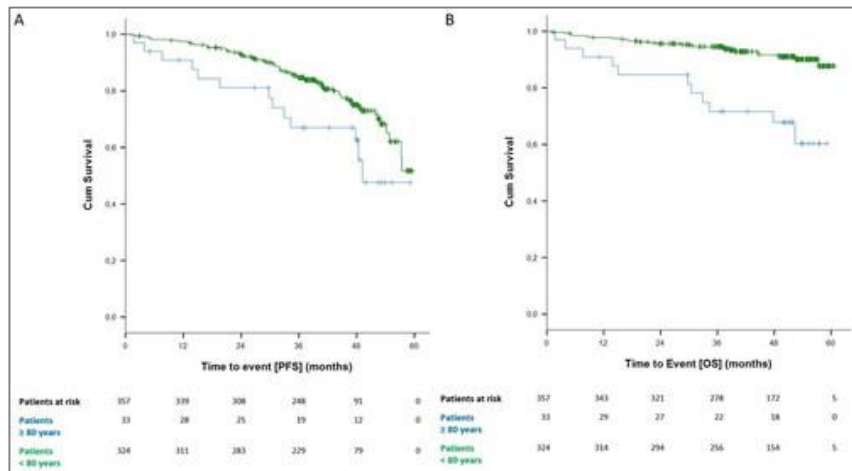 A
1,0
0,8
0,6
0,4
0,2
0,0
Cum Survival
0 12 24 36 48 60
Time to event [PFS] (months)
Patients at risk 357 339 308 248 91 0
Patients ≥ 80 years 33 28 25 19 12 0
Patients < 80 years 324 311 283 229 79 0
B
1,0
0,8
0,6
0,4
0,2
0,0
Cum Survival
0 12 24 36 48 60
Time to Event [OS] (months)
Patients at risk 357 343 321 278 172 5
Patients ≥ 80 years 33 29 27 22 18 0
Patients < 80 years 324 314 294 256 154 5